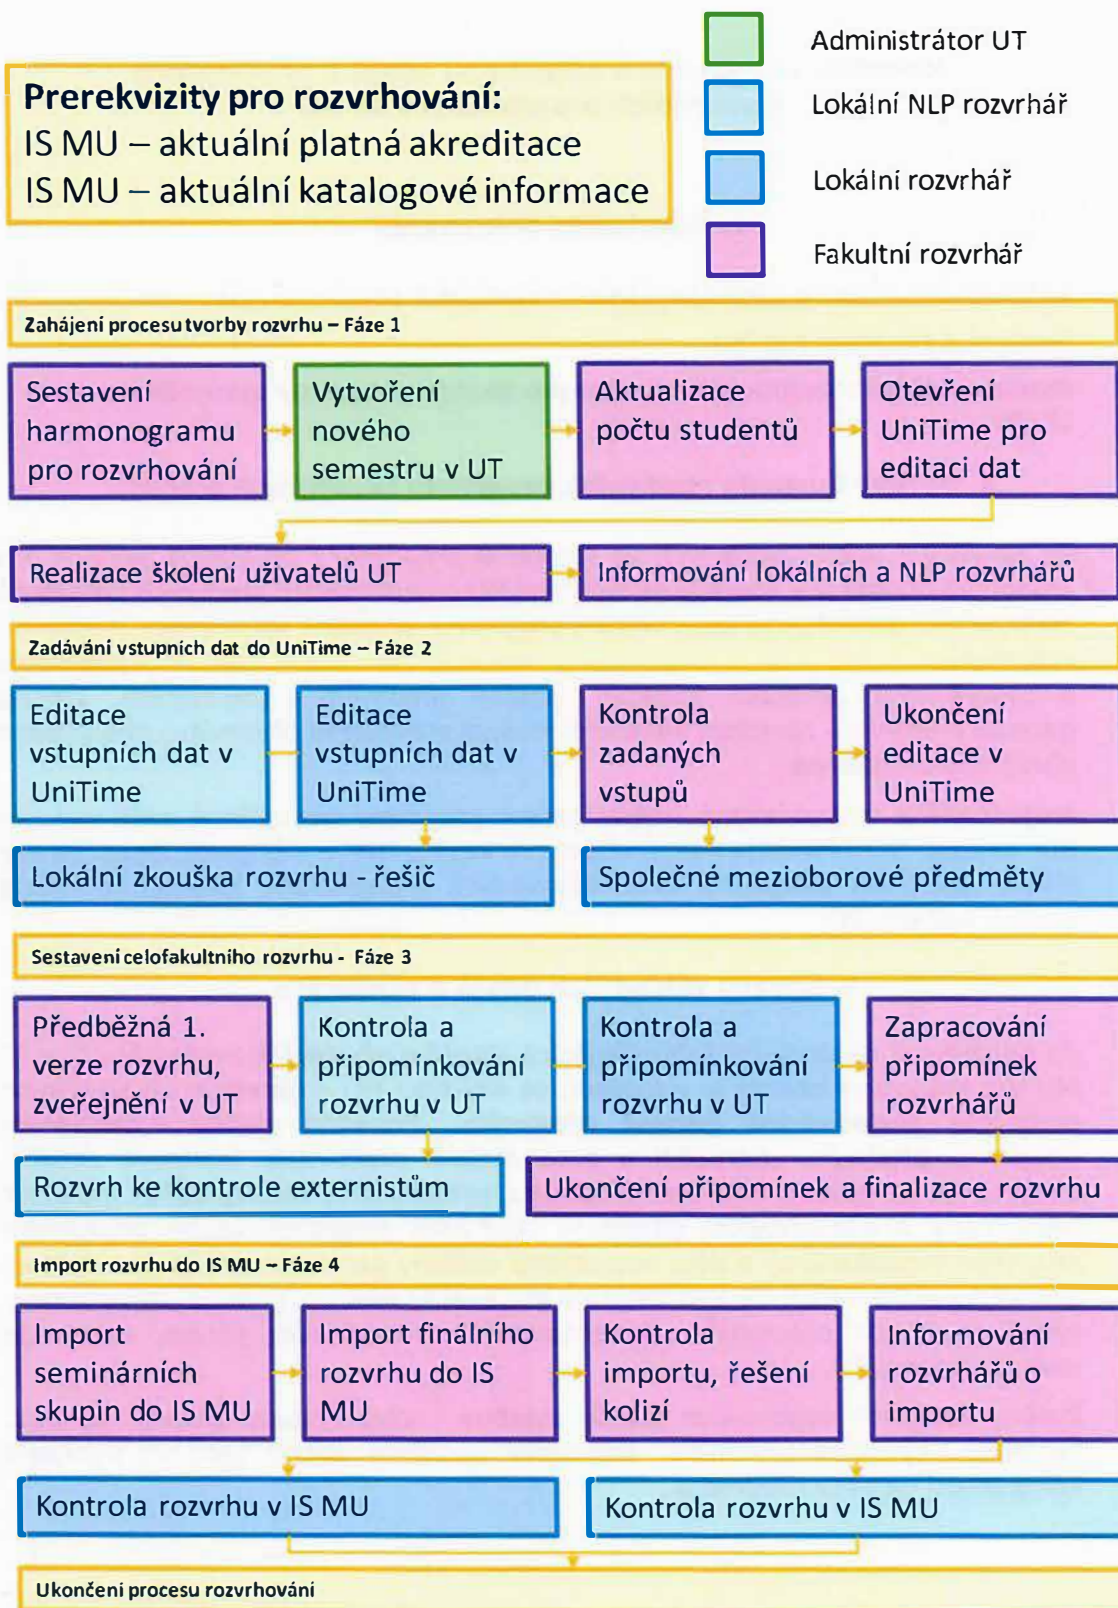 Administrátor UT
Lokální NLP rozvrhář
Lokální rozvrhář
Fakultní rozvrhář
Prerekvizity pro rozvrhování:
IS MU – aktuální platná akreditace
IS MU – aktuální katalogové informace
Zahájení procesu tvorby rozvrhu – Fáze 1
Sestavení
harmonogramu
pro rozvrhování
Vytvoření
nového
semestru v UT
Aktualizace
počtu studentů
Otevření
UniTime pro
editaci dat
Realizace školení uživatelů UT
Informování lokálních a NLP rozvrhářů
Zadávání vstupních dat do UniTime – Fáze 2
Editace
vstupních dat v
UniTime
Editace
vstupních dat v
UniTime
Kontrola
zadaných
vstupů
Ukončení
editace v
UniTime
Lokální zkouška rozvrhu - řešič
Společné mezioborové předměty
Sestavení celofakultního rozvrhu - Fáze 3
Předběžná 1.
verze rozvrhu,
zveřejnění v UT
Kontrola a
připomínkování
rozvrhu v UT
Kontrola a
připomínkování
rozvrhu v UT
Zapracování
připomínek
rozvrhářů
Rozvrh ke kontrole externistům
Ukončení připomínek a finalizace rozvrhu
Import rozvrhu do IS MU – Fáze 4
Import
seminárních
skupin do IS MU
Import finálního
rozvrhu do IS
MU
Kontrola
importu, řešení
kolizí
Informování
rozvrhářů o
importu
Kontrola rozvrhu v IS MU
Kontrola rozvrhu v IS MU
Ukončení procesu rozvrhování